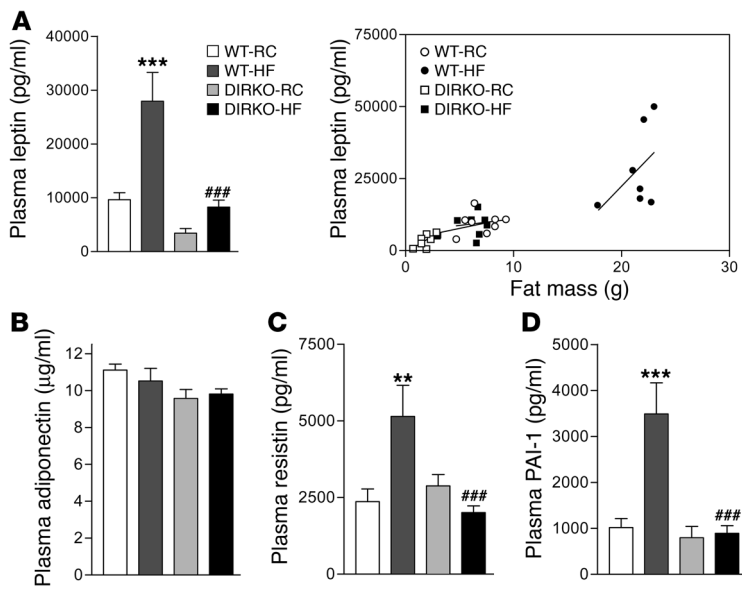 A
Plasma leptin (pg/ml)
40000
30000
20000
10000
0
***
###
WT-RC
WT-HF
DIRKO-RC
DIRKO-HF
Plasma leptin (pg/ml)
75000
50000
25000
0
WT-RC
WT-HF
DIRKO-RC
DIRKO-HF
0
10
20
30
Fat mass (g)
B
Plasma adiponectin (µg/ml)
12
10
8
6
4
2
0
C
Plasma resistin (pg/ml)
7500
5000
2500
0
**
###
D
Plasma PAI-1 (pg/ml)
5000
4000
3000
2000
1000
0
***
###